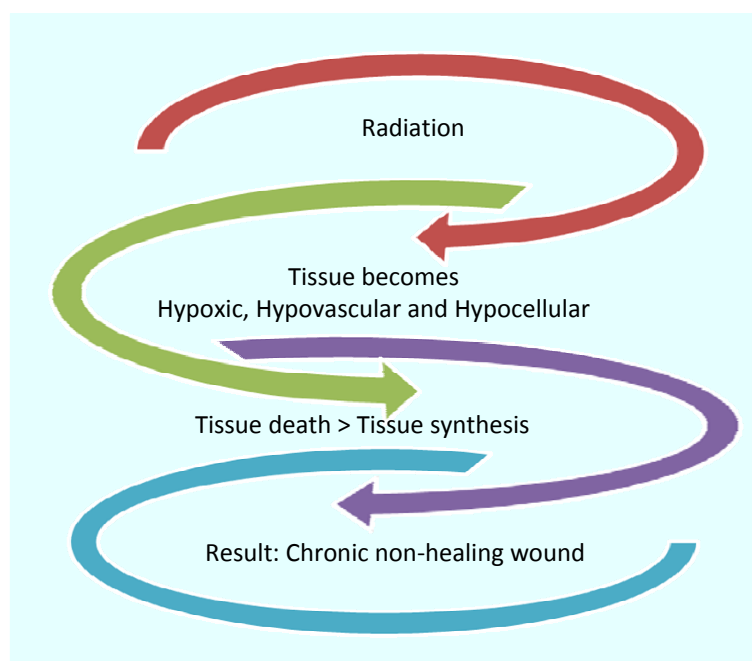 Radiation
Tissue becomes
Hypoxic, Hypovascular and Hypocellular
Tissue death > Tissue synthesis
Result: Chronic non-healing wound